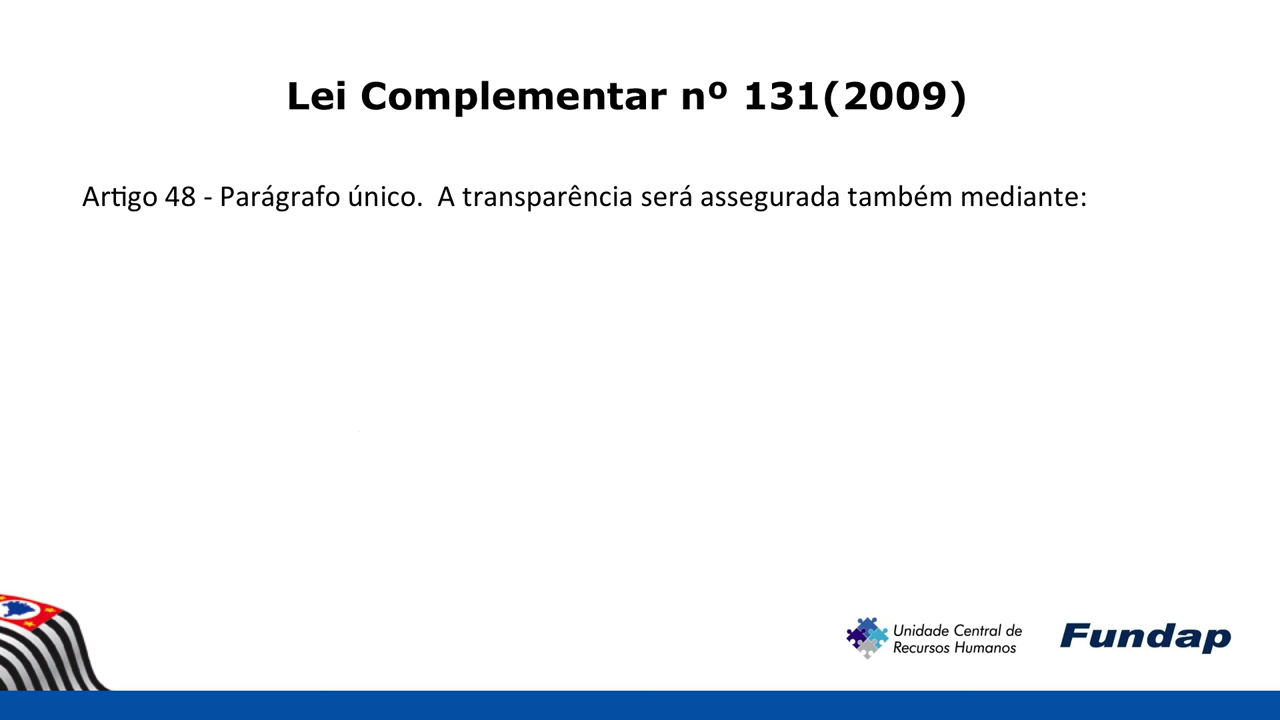 Lei Complementar nº 131(2009)
Artigo 48 - Parágrafo único.  A transparência será assegurada também mediante:
Unidade Central de
Recursos Humanos
Fundap